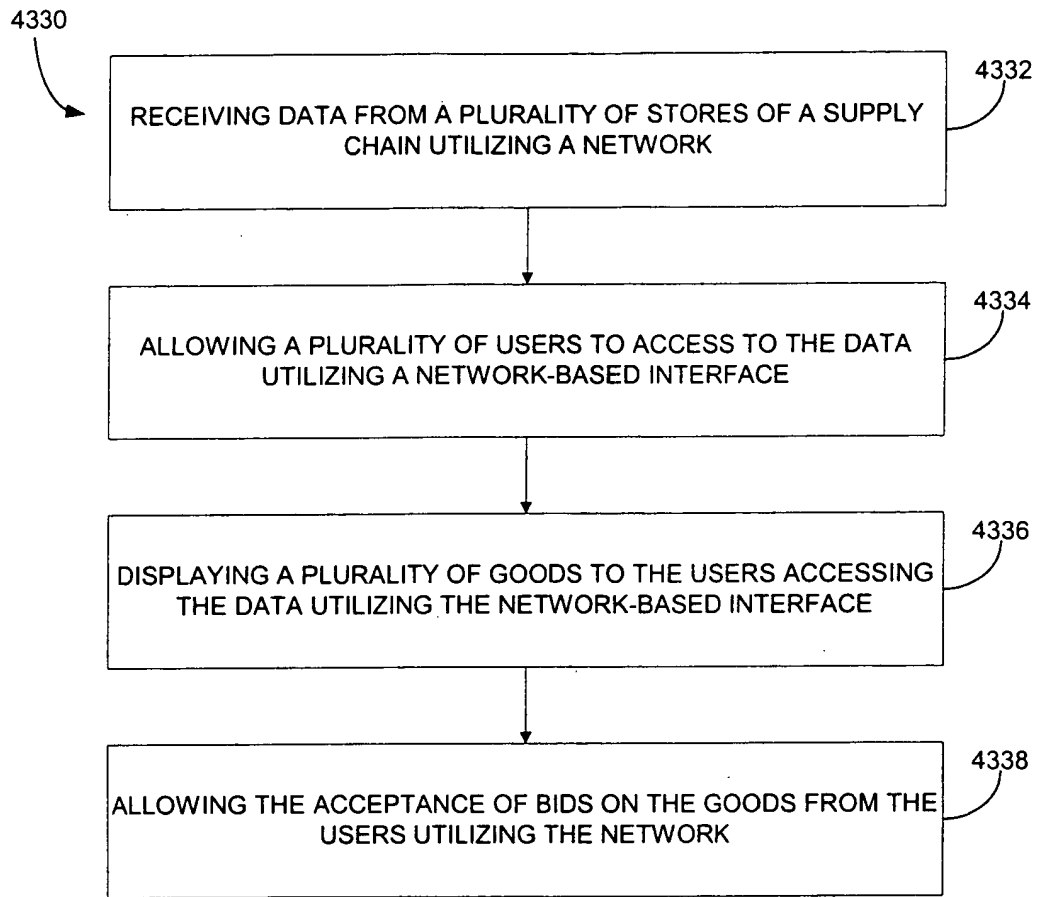 4330
4332
RECEIVING DATA FROM A PLURALITY OF STORES OF A SUPPLY
CHAIN UTILIZING A NETWORK
4334
ALLOWING A PLURALITY OF USERS TO ACCESS TO THE DATA
UTILIZING A NETWORK-BASED INTERFACE
4336
DISPLAYING A PLURALITY OF GOODS TO THE USERS ACCESSING
THE DATA UTILIZING THE NETWORK-BASED INTERFACE
4338
ALLOWING THE ACCEPTANCE OF BIDS ON THE GOODS FROM THE
USERS UTILIZING THE NETWORK